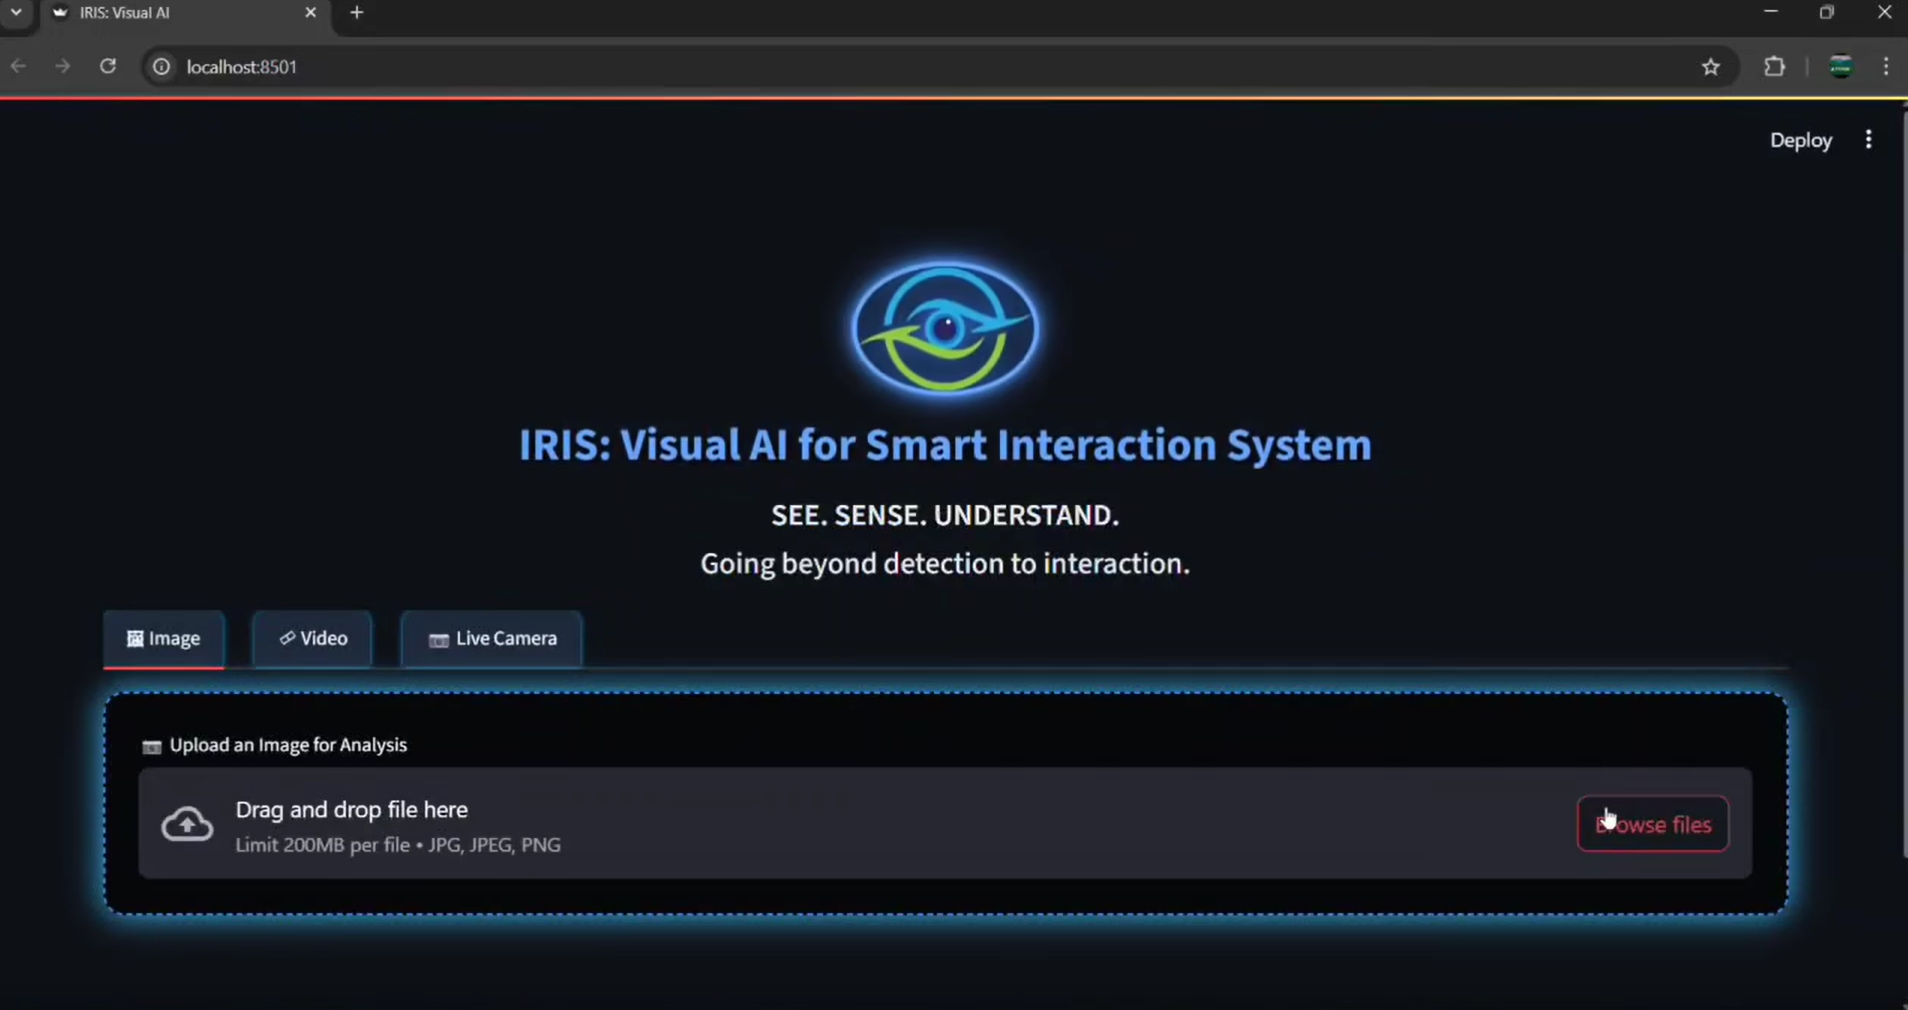 IRIS: Visual AI
localhost:8501
Deploy
IRIS: Visual AI for Smart Interaction System
SEE. SENSE. UNDERSTAND.
Going beyond detection to interaction.
Image Video Live Camera
Upload an Image for Analysis
Drag and drop file here
Limit 200MB per file • JPG, JPEG, PNG
Browse files